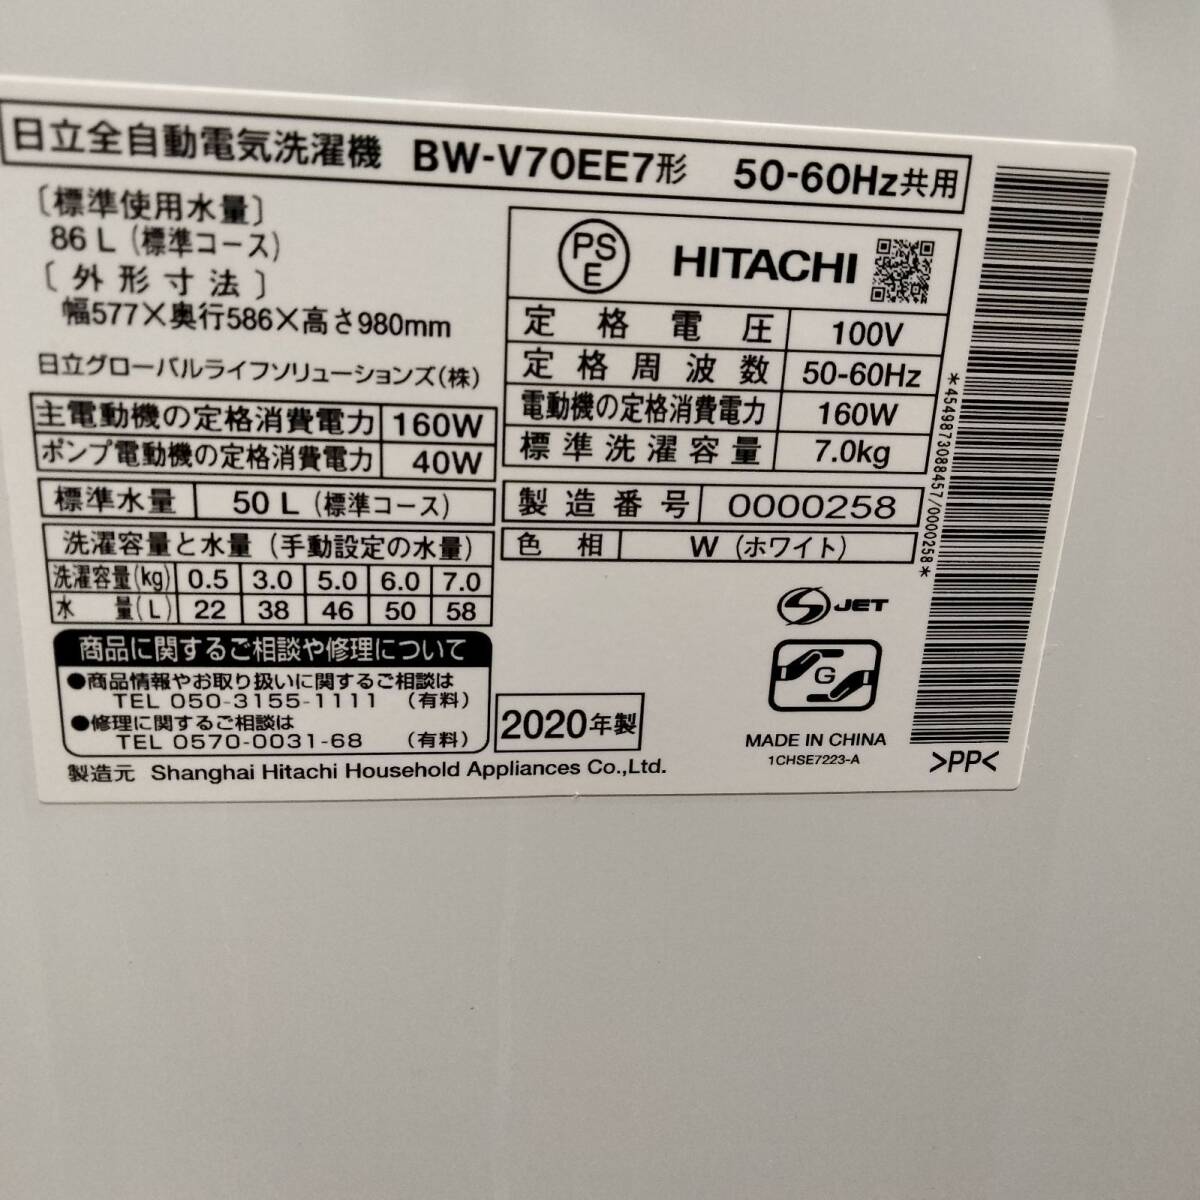 日立全自動電気洗濯機 BW-V70EE7形 50-60Hz共用
〔標準使用水量〕
86 L (標準コース)
〔外形寸法〕
幅577×奥行586×高さ980mm
日立グローバルライフソリューションズ(株)
主電動機の定格消費電力 160W
ポンプ電動機の定格消費電力 40W
標準水量 50 L (標準コース)
洗濯容量と水量 (手動設定の水量)
洗濯容量(kg) 0.5 3.0 5.0 6.0 7.0
水量(L) 22 38 46 50 58
商品に関するご相談や修理について
●商品情報やお取り扱いに関するご相談は
TEL 050-3155-1111 (有料)
●修理に関するご相談は
TEL 0570-0031-68 (有料)
製造元 Shanghai Hitachi Household Appliances Co.,Ltd.
PS
E
HITACHI
定格電圧 100V
定格周波数 50-60Hz
電動機の定格消費電力 160W
標準洗濯容量 7.0kg
製造番号 0000258
色相 W (ホワイト)
S JET
G
2020年製
MADE IN CHINA
1CHSE7223-A
*4549873088457/0000258*
>PP<